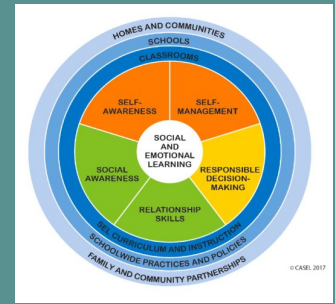 HOMES AND COMMUNITIES
SCHOOLS
CLASSROOMS
SELF-
AWARENESS
SELF-
MANAGEMENT
SOCIAL
AND
EMOTIONAL
LEARNING
SOCIAL
AWARENESS
RESPONSIBLE
DECISION-
MAKING
RELATIONSHIP
SKILLS
SEL CURRICULUM AND INSTRUCTION
SCHOOLWIDE PRACTICES AND POLICIES
FAMILY AND COMMUNITY PARTNERSHIPS
© CASEL 2017